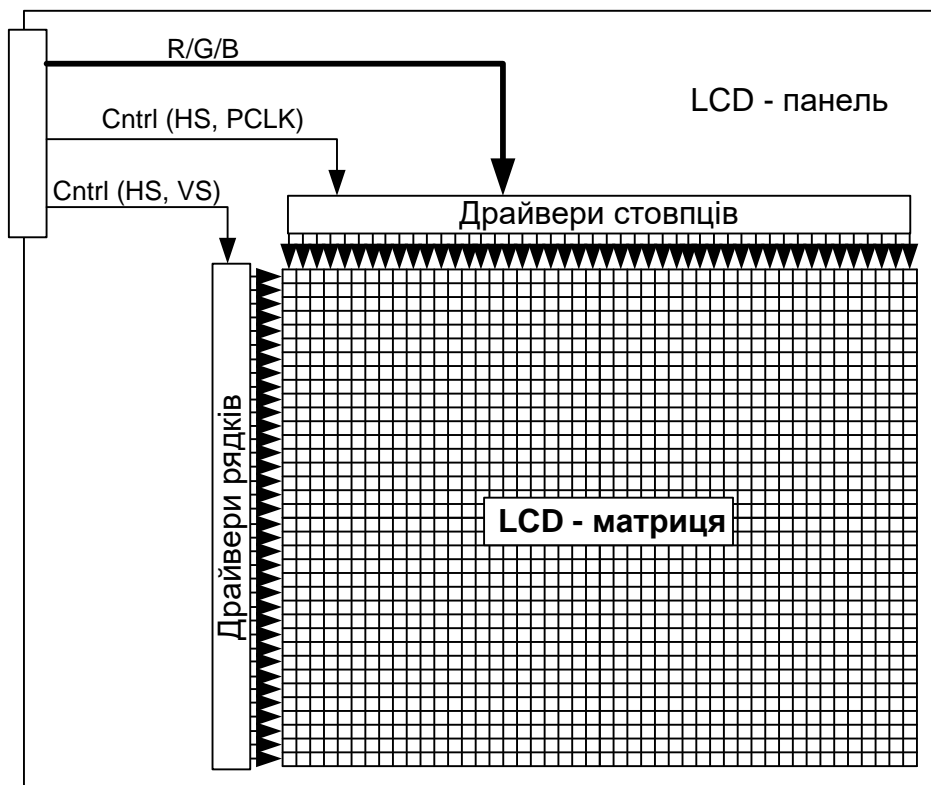 R/G/B
LCD - панель
Cntrl (HS, PCLK)
Cntrl (HS, VS)
Драйвери стовпців
Драйвери рядків
LCD - матриця